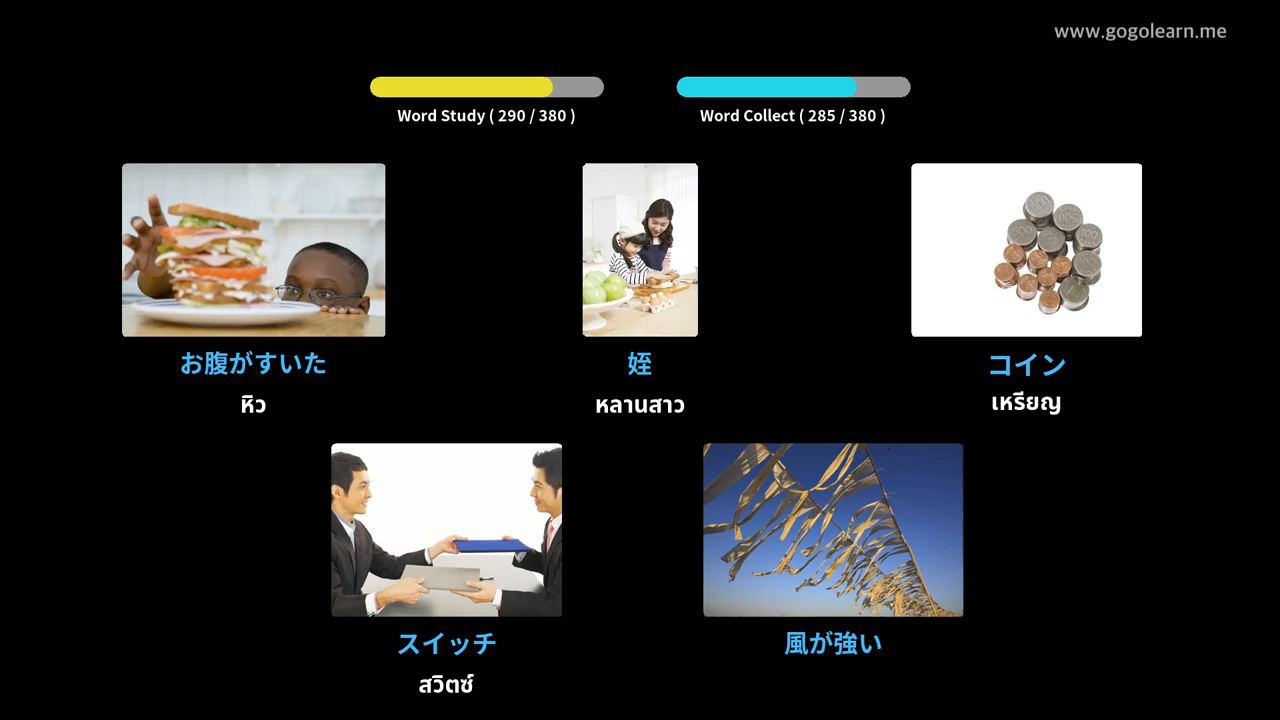 www.gogolearn.me
Word Study ( 290 / 380 )
Word Collect ( 285 / 380 )
お腹がすいた
หิว
姪
หลานสาว
コイン
เหรียญ
スイッチ
สวิตซ์
風が強い